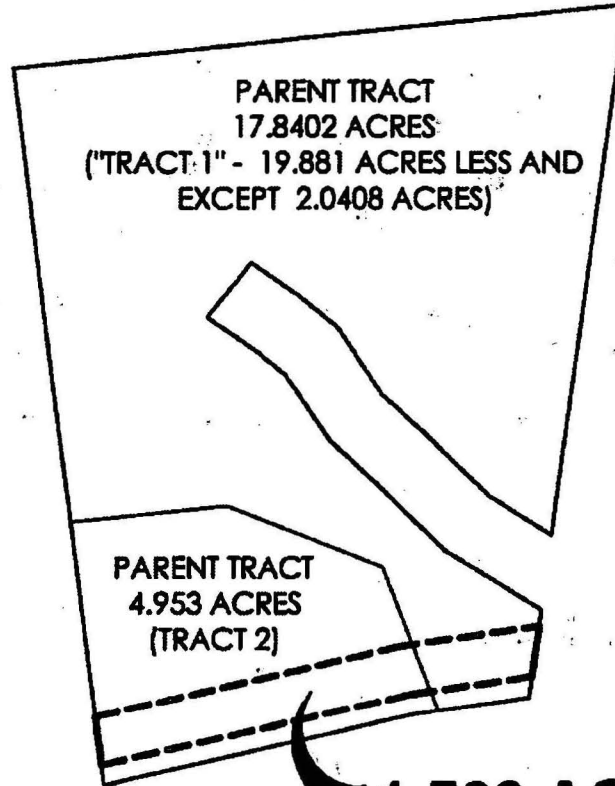 PARENT TRACT
17.8402 ACRES
("TRACT 1" - 19.881 ACRES LESS AND
EXCEPT 2.0408 ACRES)
PARENT TRACT
4.953 ACRES
(TRACT 2)